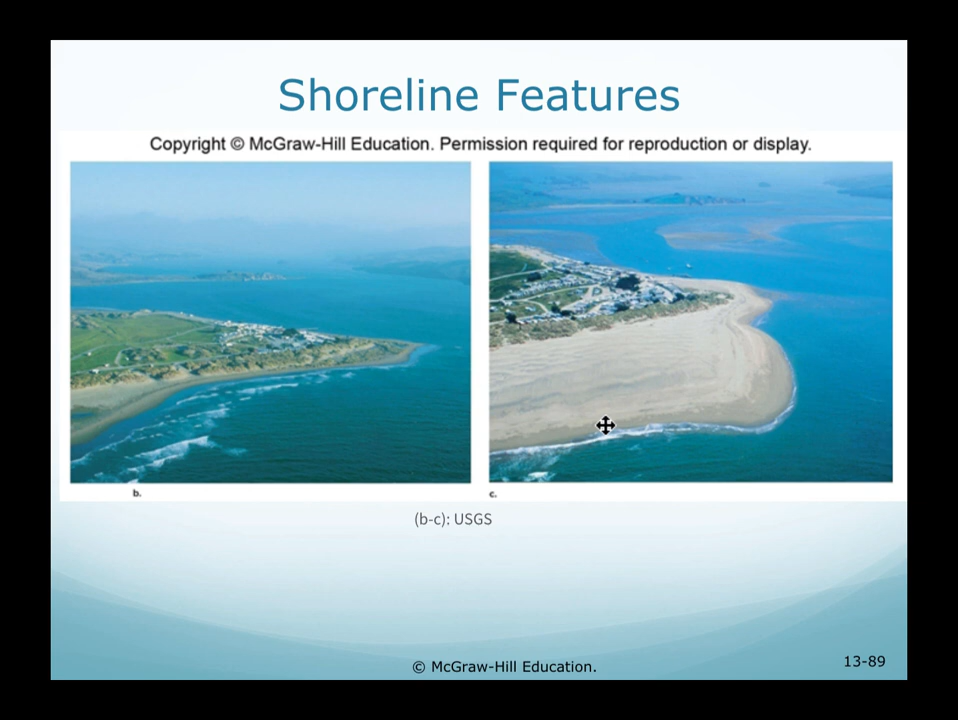 Shoreline Features
Copyright © McGraw-Hill Education. Permission required for reproduction or display.
b.
c.
(b-c): USGS
© McGraw-Hill Education.
13-89